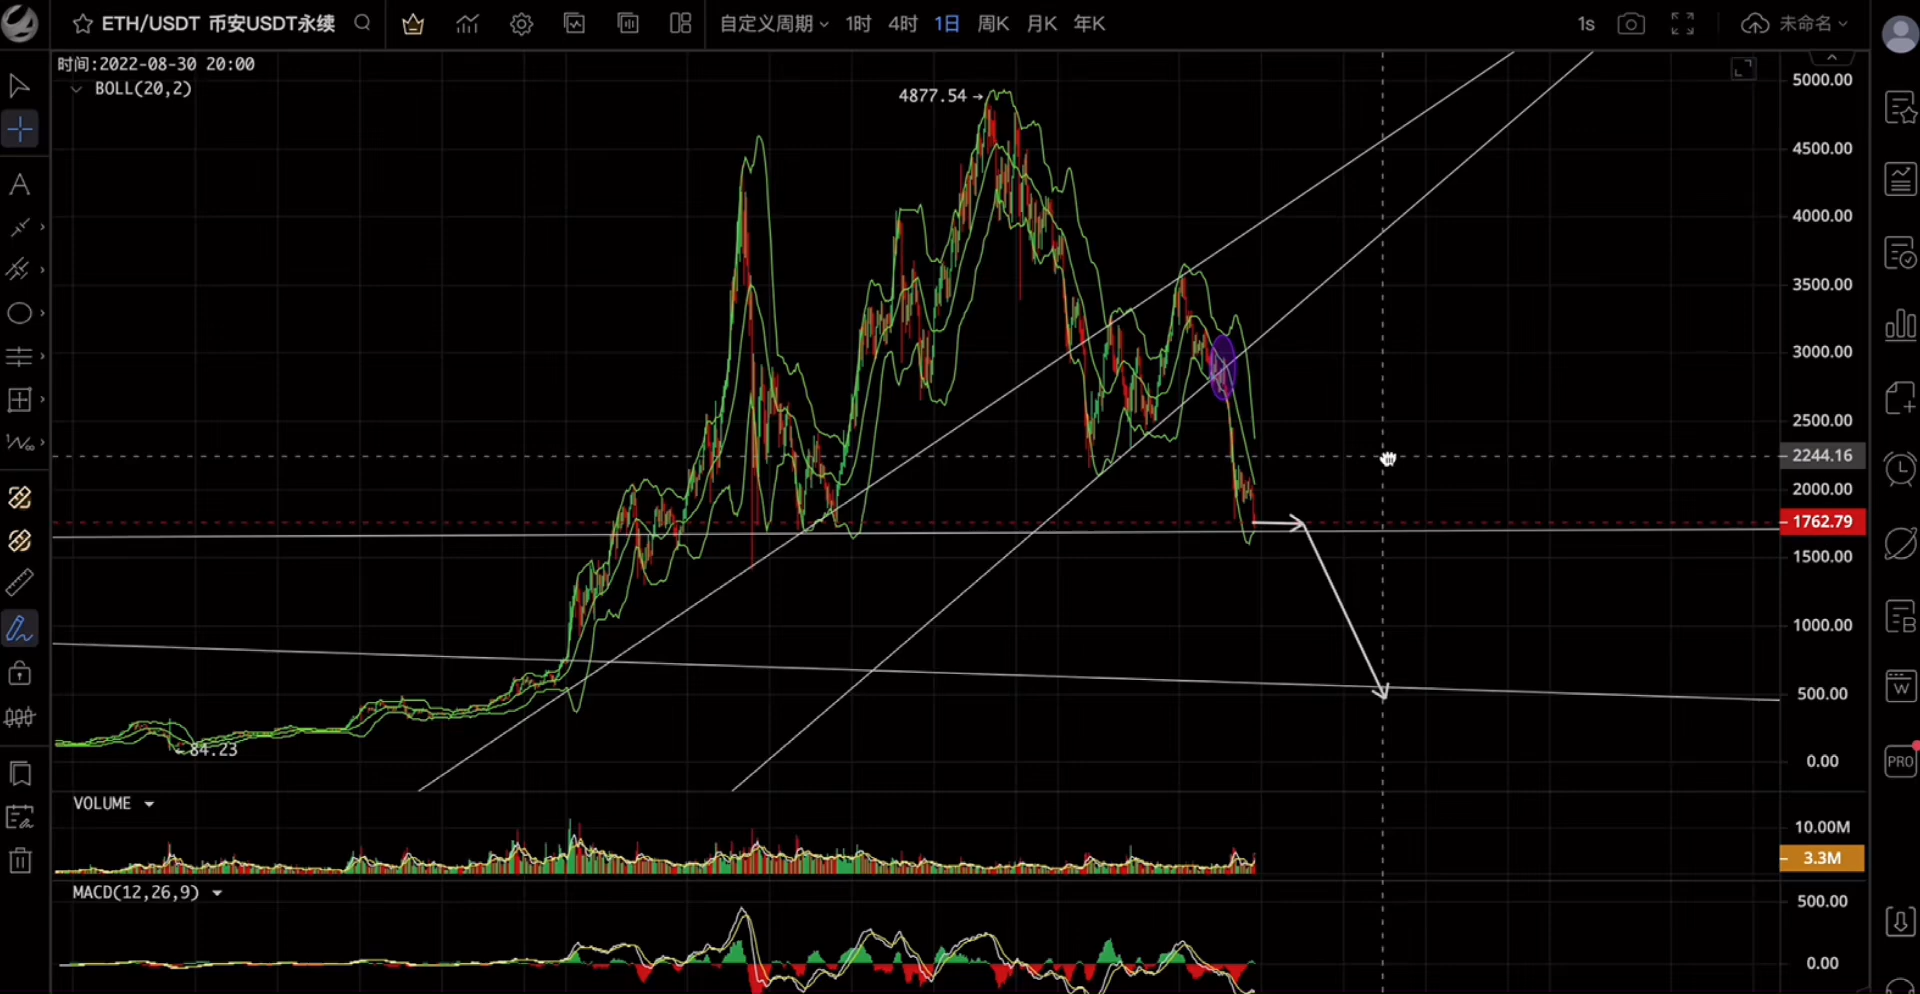 ETH/USDT 币安USDT永续
自定义周期 1时 4时 1日 周K 月K 年K
1s
未命名
时间:2022-08-30 20:00
BOLL(20,2)
4877.54
84.23
5000.00
4500.00
4000.00
3500.00
3000.00
2500.00
2244.16
2000.00
1762.79
1500.00
1000.00
500.00
0.00
VOLUME
10.00M
3.3M
MACD(12,26,9)
500.00
0.00
A
B
W
PRO